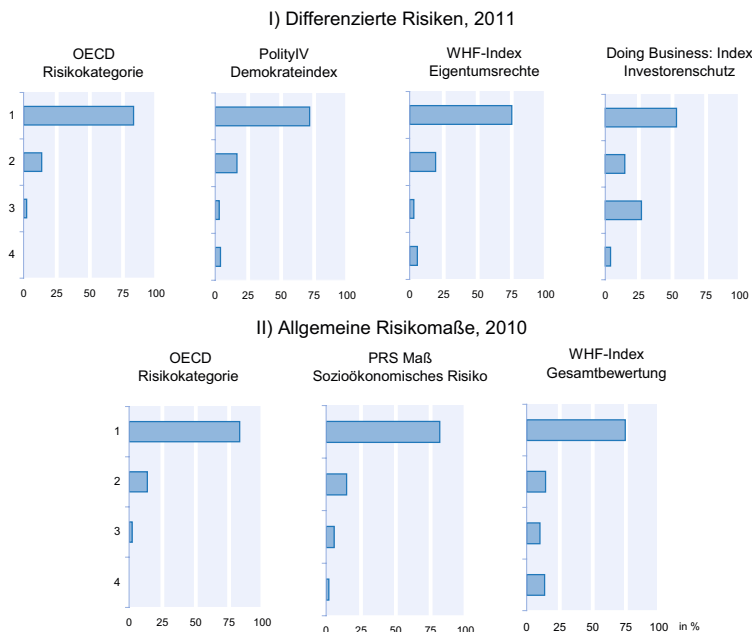 I) Differenzierte Risiken, 2011
OECD
Risikokategorie
PolityIV
Demokrateindex
WHF-Index
Eigentumsrechte
Doing Business: Index
Investorenschutz
1
2
3
4
0 25 50 75 100
0 25 50 75 100
0 25 50 75 100
0 25 50 75 100
II) Allgemeine Risikomaße, 2010
OECD
Risikokategorie
PRS Maß
Sozioökonomisches Risiko
WHF-Index
Gesamtbewertung
1
2
3
4
0 25 50 75 100
0 25 50 75 100
0 25 50 75 100 in %